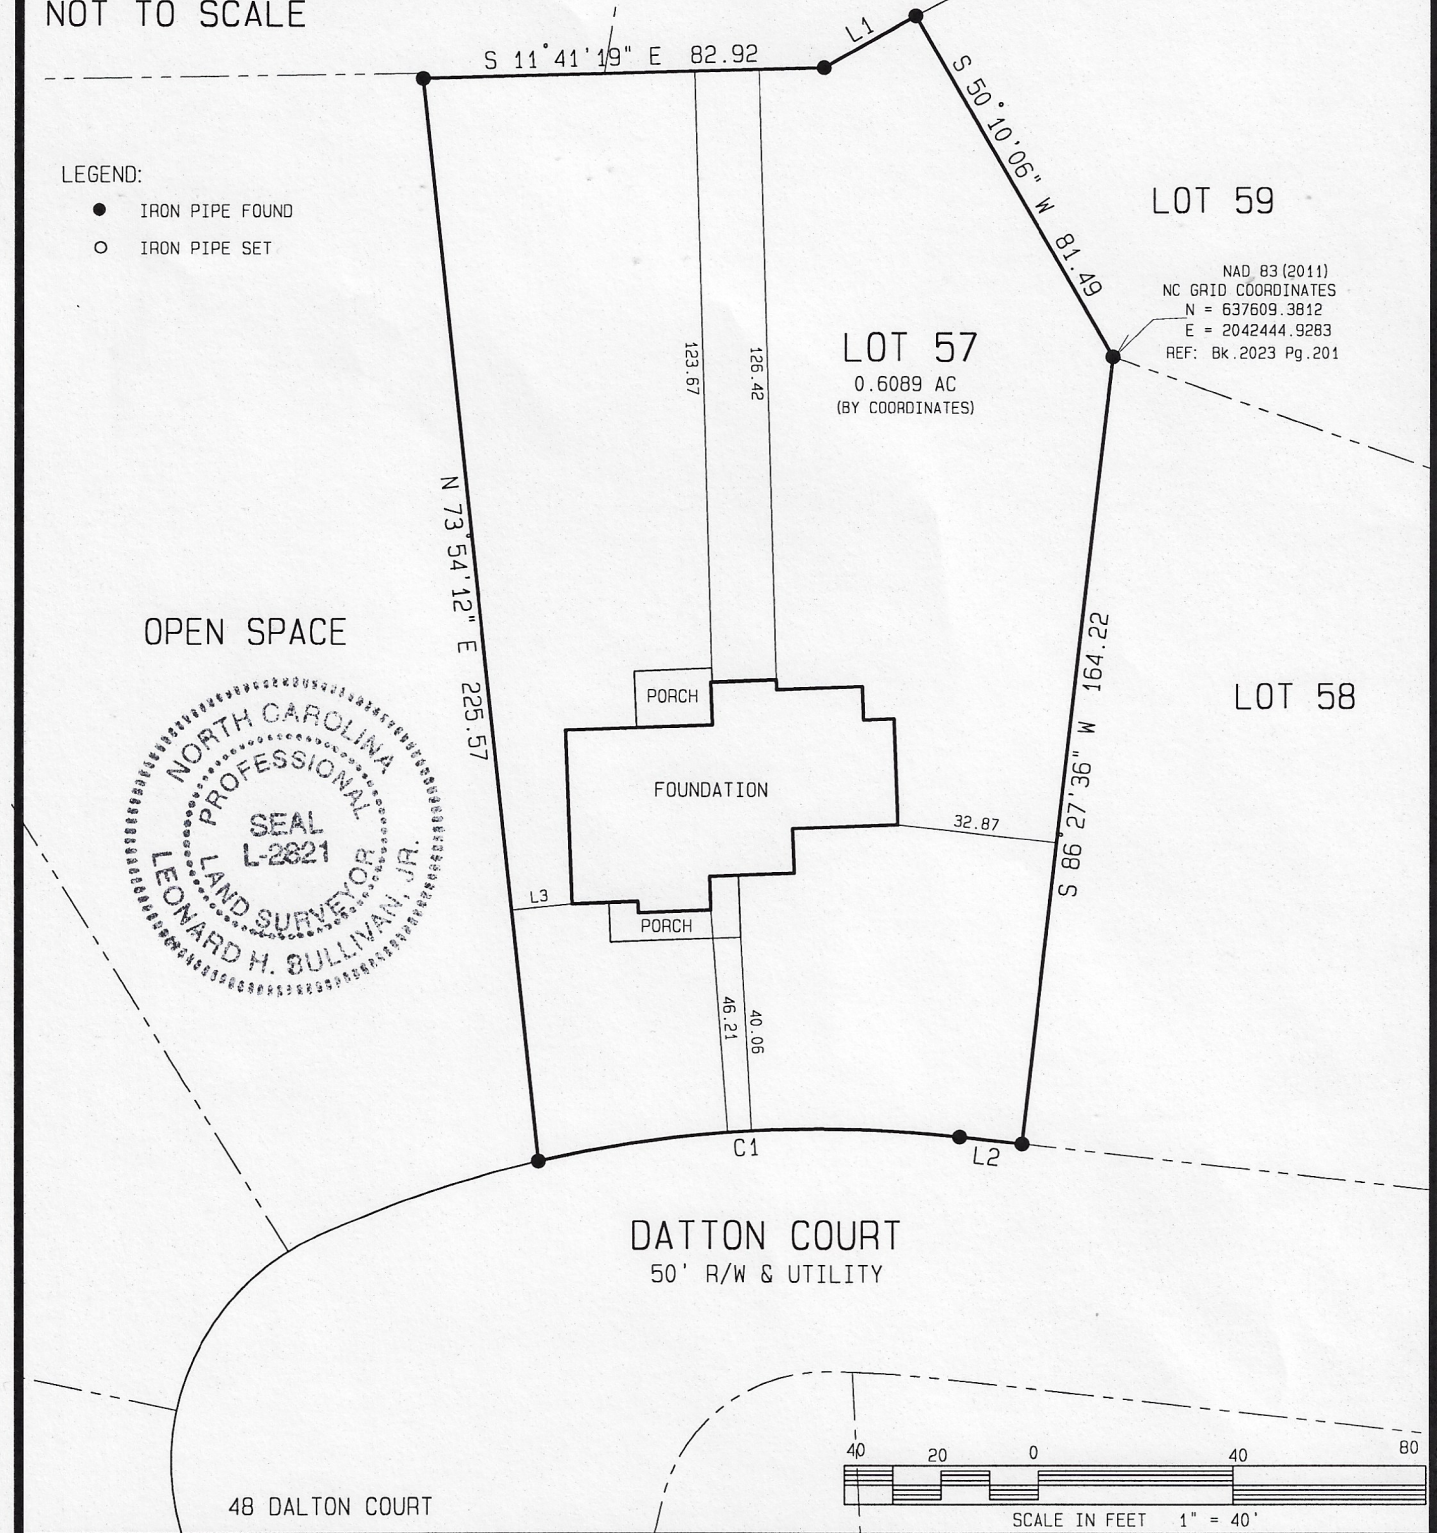 NOT TO SCALE
S 11°41'19" E 82.92
L1
S 50°10'06" W 81.49
LEGEND:
IRON PIPE FOUND
IRON PIPE SET
LOT 59
NAD 83(2011)
NC GRID COORDINATES
N = 637609.3812
E = 2042444.9283
REF: Bk.2023 Pg.201
LOT 57
0.6089 AC
(BY COORDINATES)
123.67
126.42
N 73°54'12" E 225.57
OPEN SPACE
S 86°27'36" W 164.22
LOT 58
PORCH
FOUNDATION
32.87
L3
PORCH
46.21
40.06
NORTH CAROLINA
PROFESSIONAL
SEAL
L-2821
LAND SURVEYOR
LEONARD H. SULLIVAN, JR.
C1
L2
DATTON COURT
50' R/W & UTILITY
48 DALTON COURT
40 20 0 40 80
SCALE IN FEET 1" = 40'